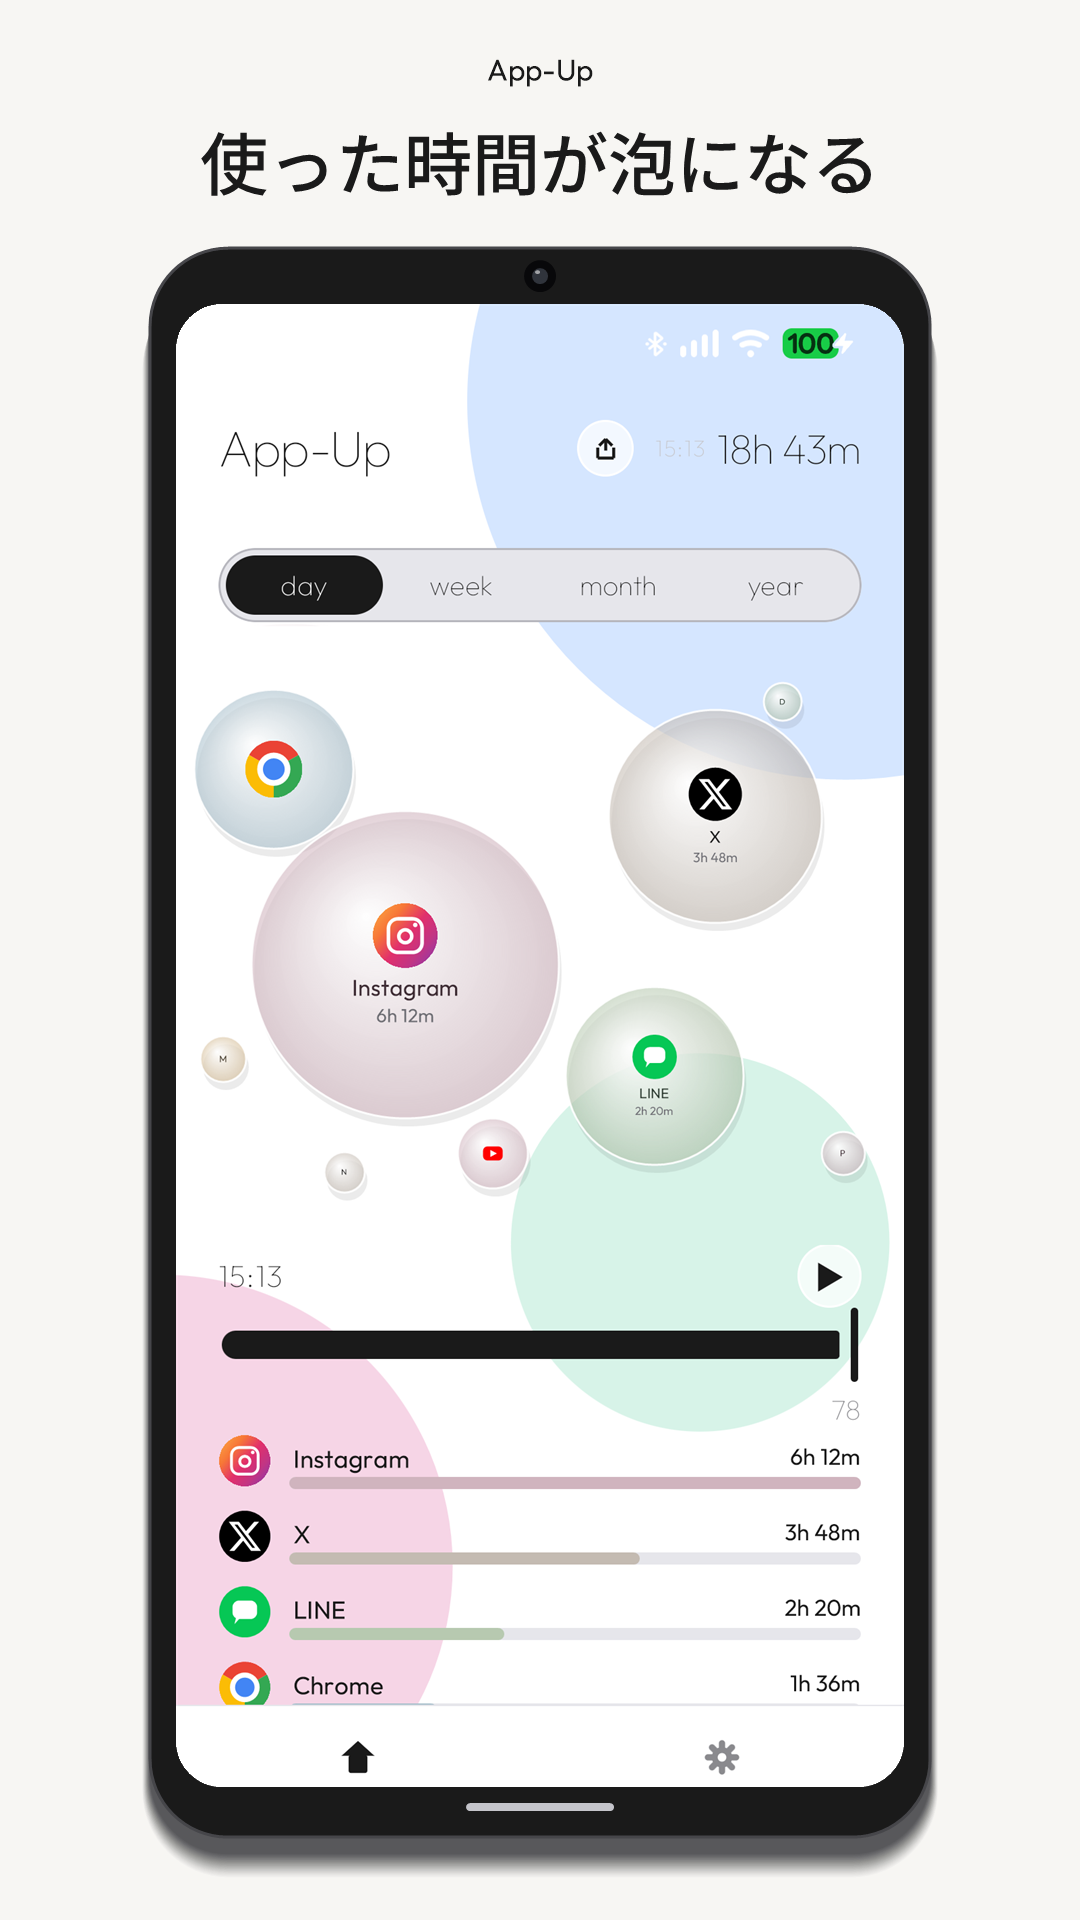 App-Up
使った時間が泡になる
100
App-Up
15:13 18h 43m
day week month year
D
X
3h 48m
Instagram
6h 12m
LINE
2h 20m
M
N
P
15:13
78
Instagram 6h 12m
X 3h 48m
LINE 2h 20m
Chrome 1h 36m